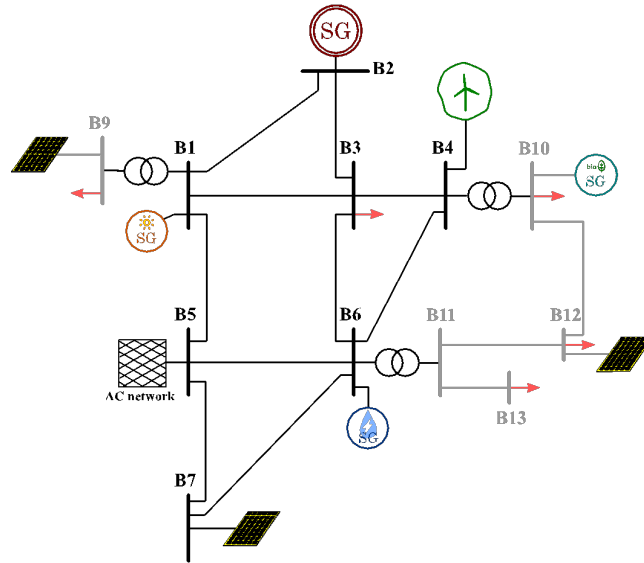 SG
B2
B9
B1
B3
B4
B10
bio
SG
SG
B5
B6
B11
B12
AC network
B13
SG
B7